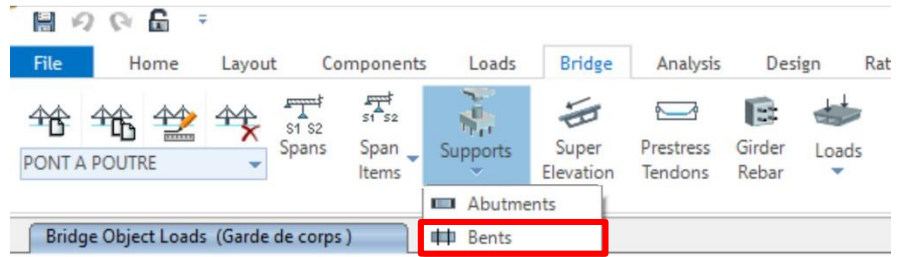 File Home Layout Components Loads Bridge Analysis Design Rat
S1 S2
S1 S2
PONT A POUTRE
Spans
Span Items
Supports
Super Elevation
Prestress Tendons
Girder Rebar
Loads
Abutments
Bridge Object Loads (Garde de corps )
Bents